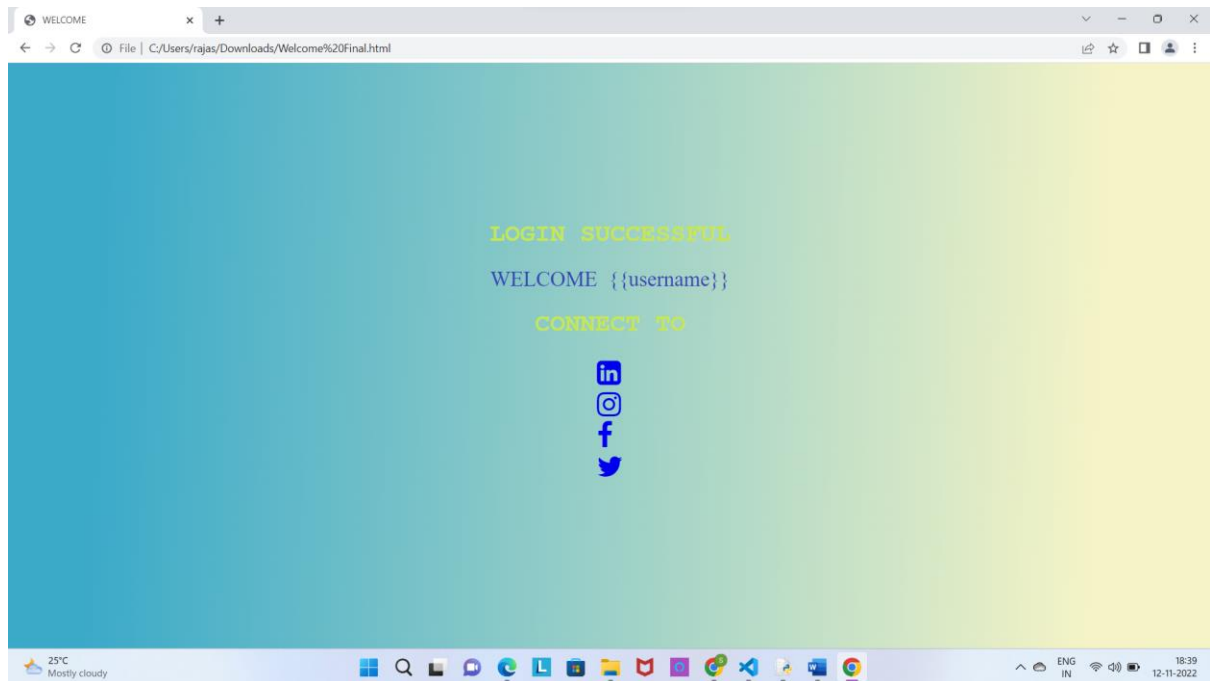 WELCOME
File | C:/Users/rajas/Downloads/Welcome%20Final.html
LOGIN SUCCESSFUL
WELCOME {{username}}
CONNECT TO
in
f
25°C
Mostly cloudy
ENG
IN
18:39
12-11-2022